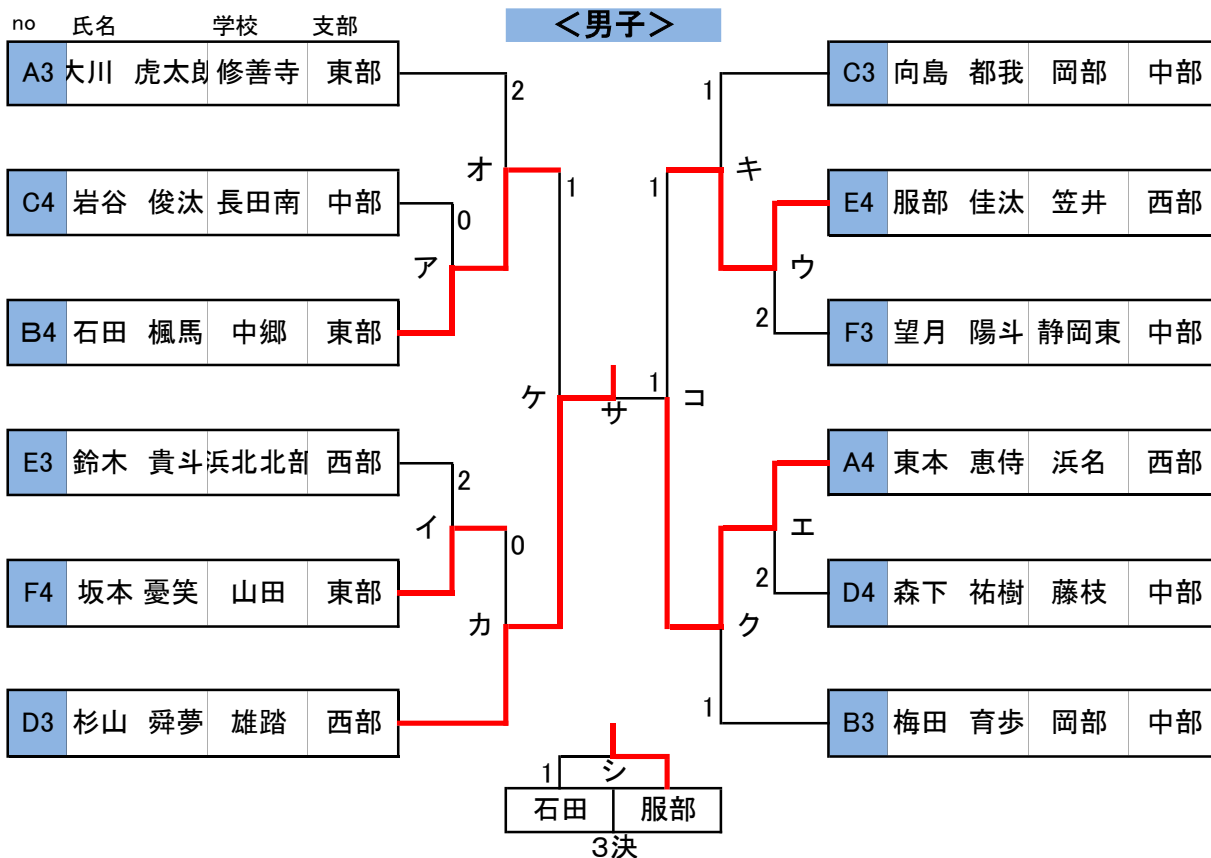 no 氏名 学校 支部
＜男子＞
A3 大川 虎太郎 修善寺 東部
C3 向島 都我 岡部 中部
2
1
オ
キ
1
1
C4 岩谷 俊汰 長田南 中部
E4 服部 佳汰 笠井 西部
0
ア
ウ
2
B4 石田 楓馬 中郷 東部
F3 望月 陽斗 静岡東 中部
ケ サ 1 コ
E3 鈴木 貴斗 浜北北部 西部
A4 東本 恵侍 浜名 西部
2
イ
エ
0
2
F4 坂本 憂笑 山田 東部
D4 森下 祐樹 藤枝 中部
カ
ク
D3 杉山 舜夢 雄踏 西部
1
B3 梅田 育歩 岡部 中部
1 シ
石田 服部
３決